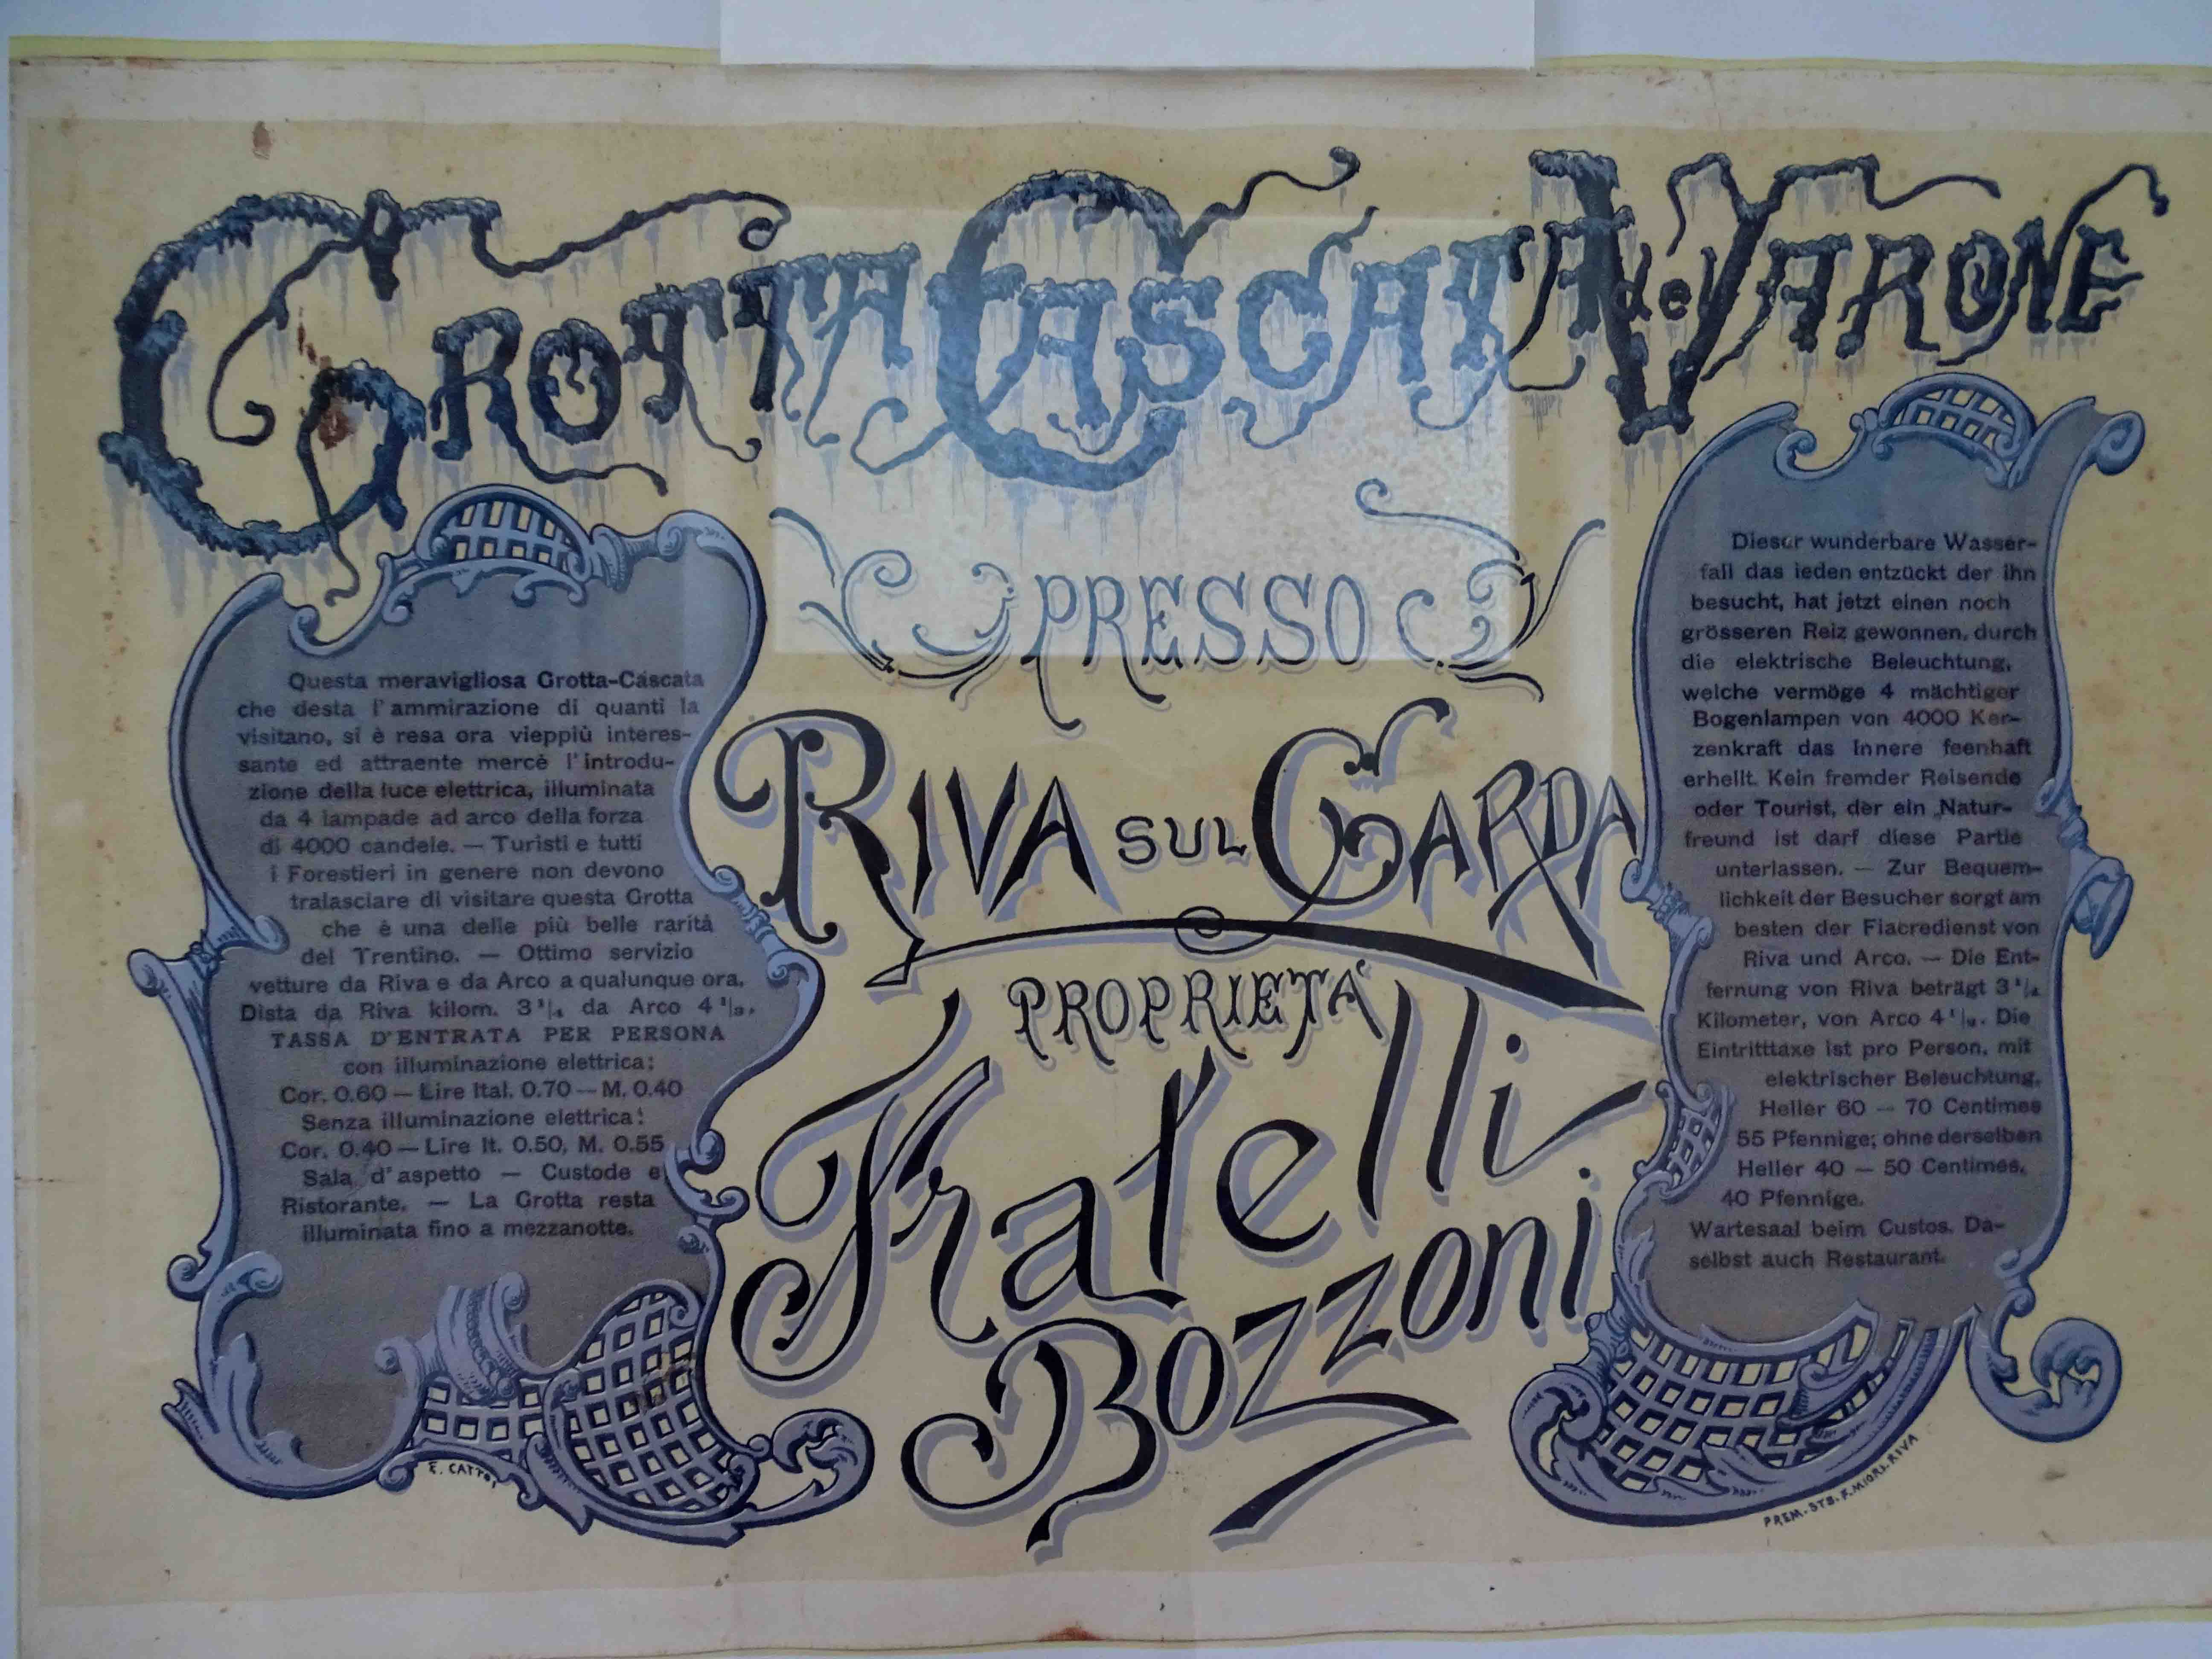 GROTTA CASCATA del VARONE
PRESSO
RIVA SUL GARDA
PROPRIETÀ
Fratelli
Bozzoni
Questa meravigliosa Grotta-Cascata
che desta l'ammirazione di quanti la
visitano, si è resa ora vieppiù interes-
sante ed attraente mercè l'introdu-
zione della luce elettrica, illuminata
da 4 lampade ad arco della forza
di 4000 candele. — Turisti e tutti
i Forestieri in genere non devono
tralasciare di visitare questa Grotta
che è una delle più belle rarità
del Trentino. — Ottimo servizio
vetture da Riva e da Arco a qualunque ora.
Dista da Riva kilom. 3 1/4 da Arco 4 1/2.
TASSA D'ENTRATA PER PERSONA
con illuminazione elettrica:
Cor. 0.60 — Lire Ital. 0.70 — M. 0.40
Senza illuminazione elettrica:
Cor. 0.40 — Lire It. 0.50, M. 0.55
Sala d'aspetto — Custode e
Ristorante. — La Grotta resta
illuminata fino a mezzanotte.
E. CATTOI
Dieser wunderbare Wasser-
fall das ieden entzückt der ihn
besucht, hat jetzt einen noch
grösseren Reiz gewonnen, durch
die elektrische Beleuchtung,
welche vermöge 4 mächtiger
Bogenlampen von 4000 Ker-
zenkraft das Innere feenhaft
erhellt. Kein fremder Reisende
oder Tourist, der ein Natur-
freund ist darf diese Partie
unterlassen. — Zur Bequem-
lichkeit der Besucher sorgt am
besten der Fiacredienst von
Riva und Arco. — Die Ent-
fernung von Riva beträgt 3 1/4
Kilometer, von Arco 4 1/2. Die
Eintritttaxe ist pro Person, mit
elektrischer Beleuchtung,
Heller 60 — 70 Centimes
55 Pfennige; ohne derselben
Heller 40 — 50 Centimes,
40 Pfennige.
Wartesaal beim Custos. Da-
selbst auch Restaurant.
PREM. STB. F. MIORI. RIVA